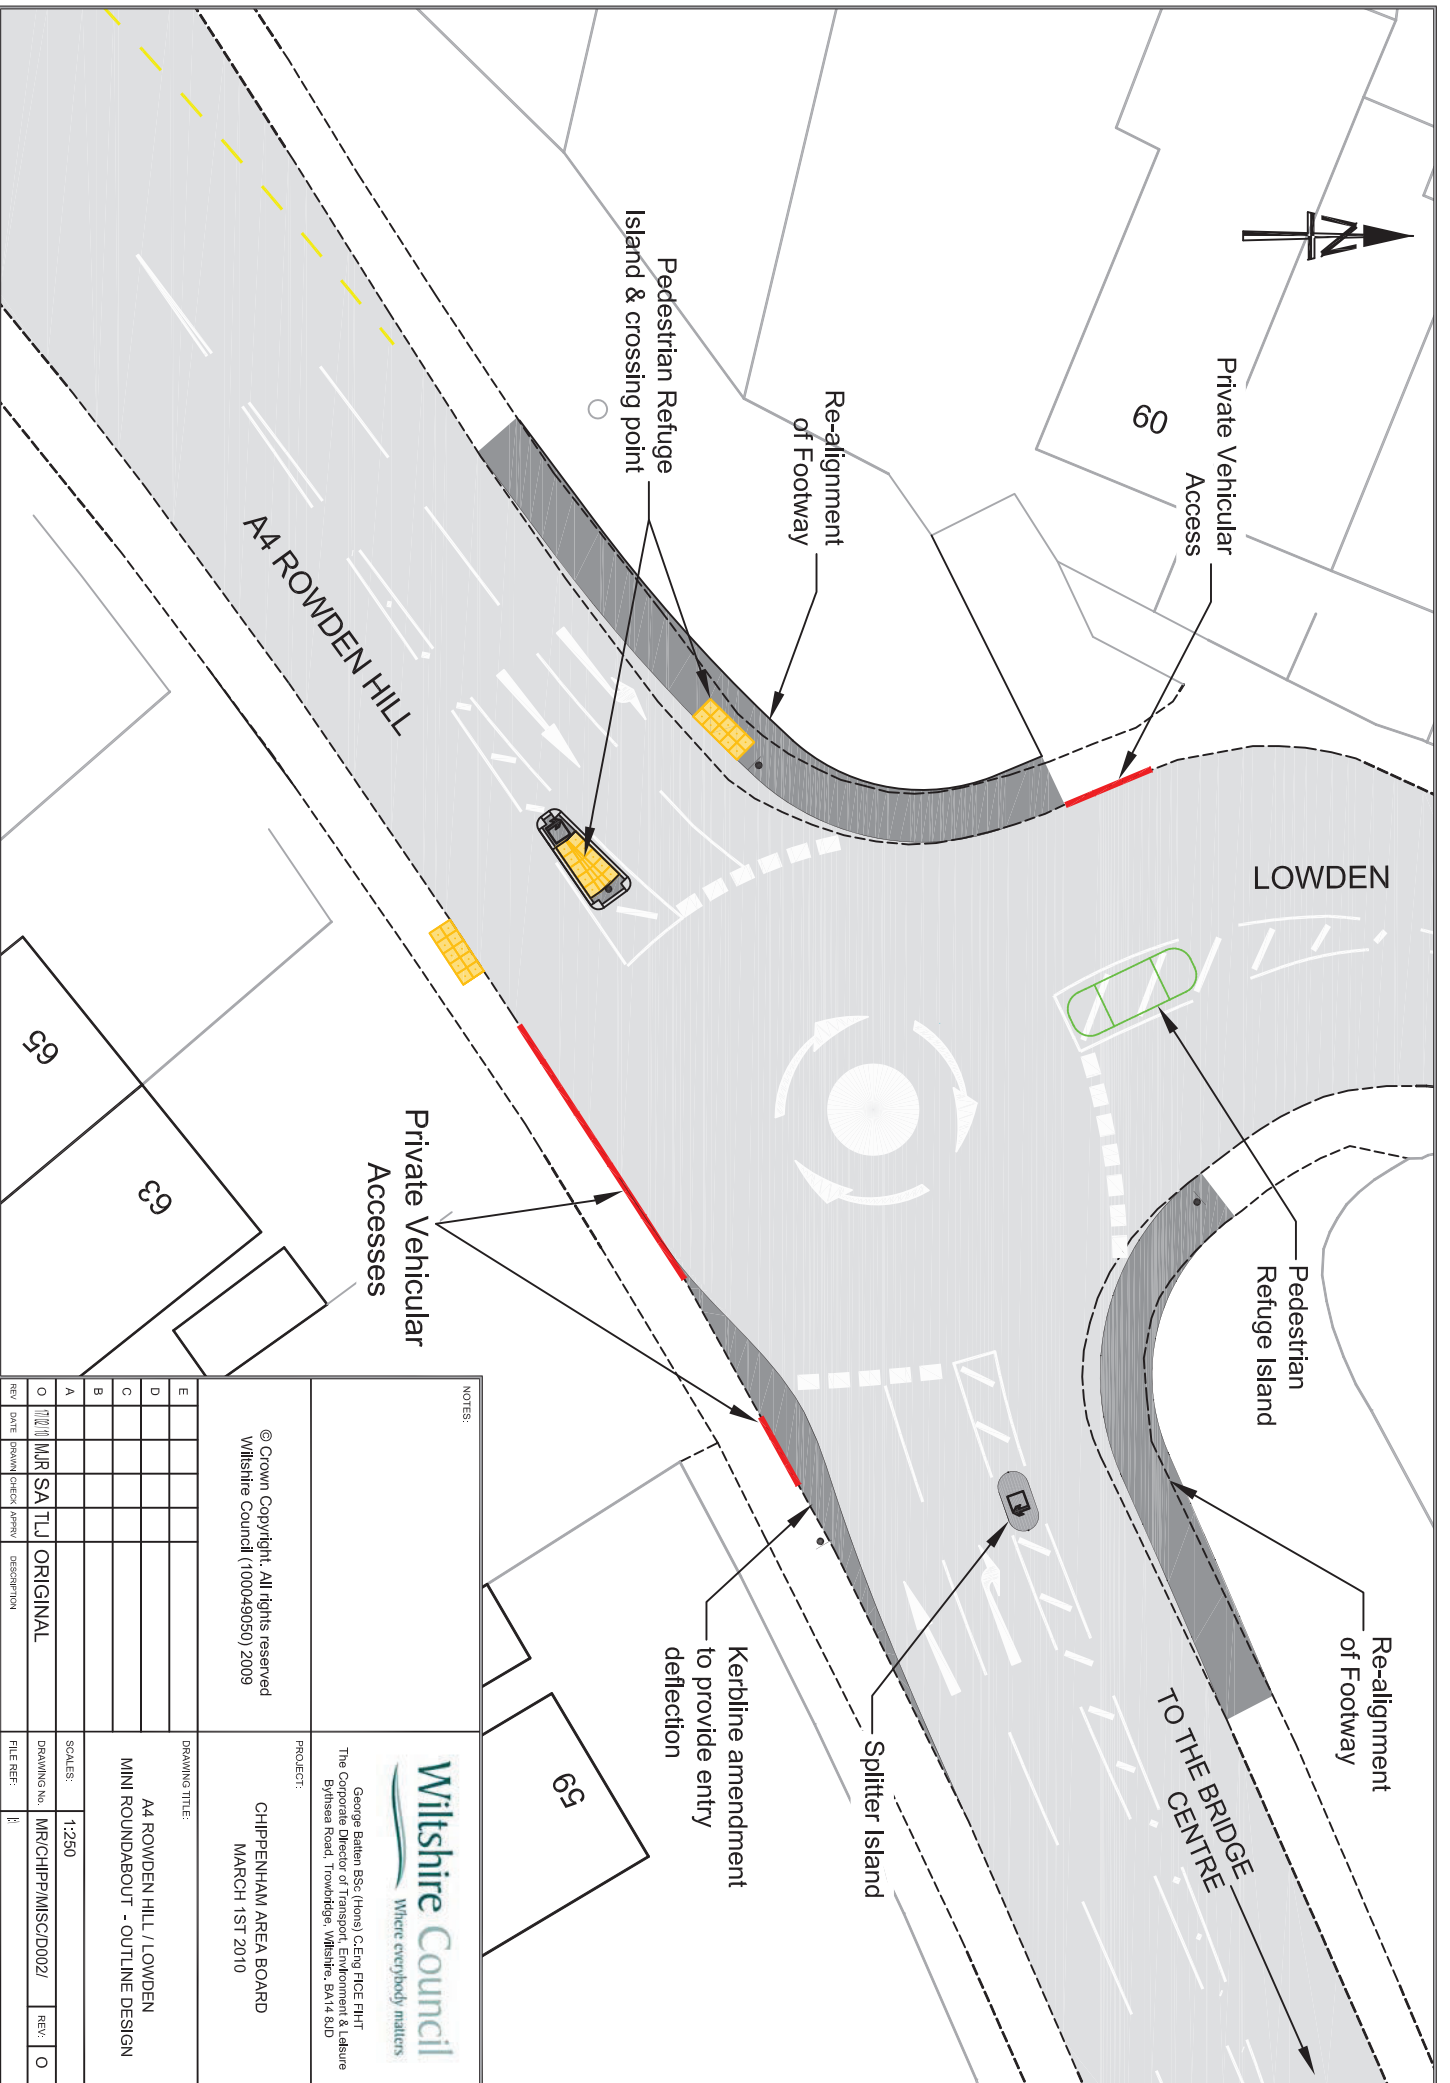 N
Private Vehicular
Access
60
Re-alignment
of Footway
Pedestrian Refuge
Island & crossing point
LOWDEN
A4 ROWDEN HILL
Pedestrian
Refuge Island
Re-alignment
of Footway
TO THE BRIDGE
CENTRE
Splitter Island
Kerbline amendment
to provide entry
deflection
Private Vehicular
Accesses
65
63
59
NOTES:
© Crown Copyright. All rights reserved
Wiltshire Council (100049050) 2009
E
D
C
B
A
O 17/02/10 MJR SA TLJ ORIGINAL
REV DATE DRAWN CHECK APPRV DESCRIPTION
Wiltshire Council
Where everybody matters
George Batten BSc (Hons) C.Eng FICE FIHT
The Corporate Director of Transport, Environment & Leisure
Bythesea Road, Trowbridge, Wiltshire. BA14 8JD
PROJECT:
CHIPPENHAM AREA BOARD
MARCH 1ST 2010
DRAWING TITLE:
A4 ROWDEN HILL / LOWDEN
MINI ROUNDABOUT - OUTLINE DESIGN
SCALES: 1:250
DRAWING No. MR/CHIPP/MISC/D002/ REV: O
FILE REF: